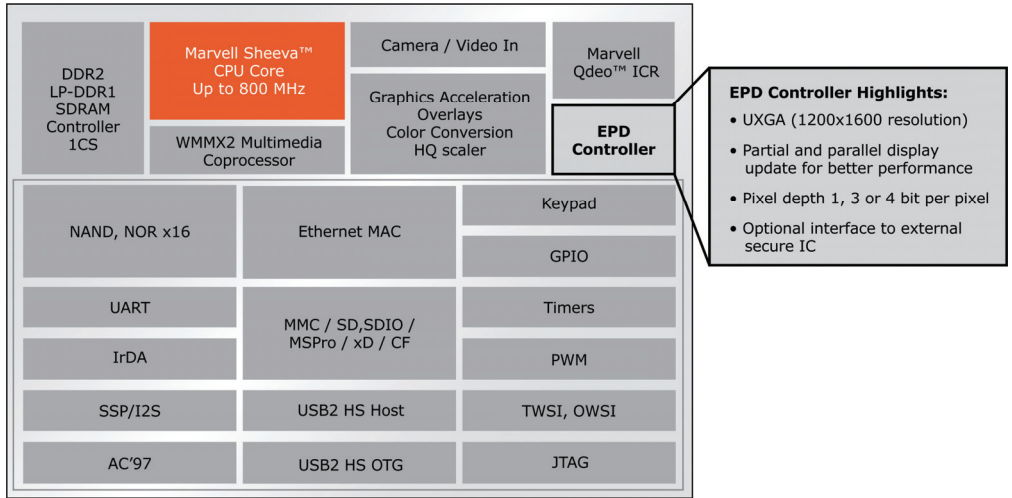 DDR2
LP-DDR1
SDRAM
Controller
1CS
Marvell Sheeva™
CPU Core
Up to 800 MHz
WMMX2 Multimedia
Coprocessor
Camera / Video In
Graphics Acceleration
Overlays
Color Conversion
HQ scaler
Marvell
Qdeo™ ICR
EPD
Controller
EPD Controller Highlights:
• UXGA (1200x1600 resolution)
• Partial and parallel display
update for better performance
• Pixel depth 1, 3 or 4 bit per pixel
• Optional interface to external
secure IC
NAND, NOR x16
Ethernet MAC
Keypad
GPIO
UART
MMC / SD,SDIO /
MSPro / xD / CF
Timers
IrDA
PWM
SSP/I2S
USB2 HS Host
TWSI, OWSI
AC’97
USB2 HS OTG
JTAG